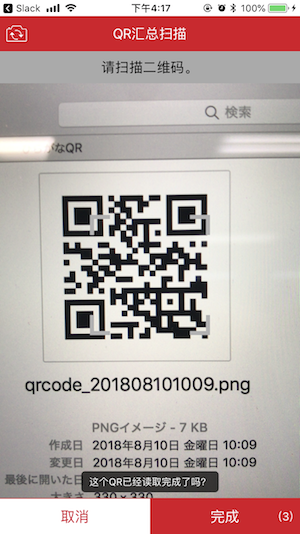 Slack 下午4:17 100%
QR汇总扫描
请扫描二维码。
検索
がなQR
qrcode_201808101009.png
PNGイメージ - 7 KB
作成日 2018年8月10日 金曜日 10:09
変更日 2018年8月10日 金曜日 10:09
最後に開いた日
这个QR已经读取完成了吗?
大きさ 330×330
取消 完成 (3)